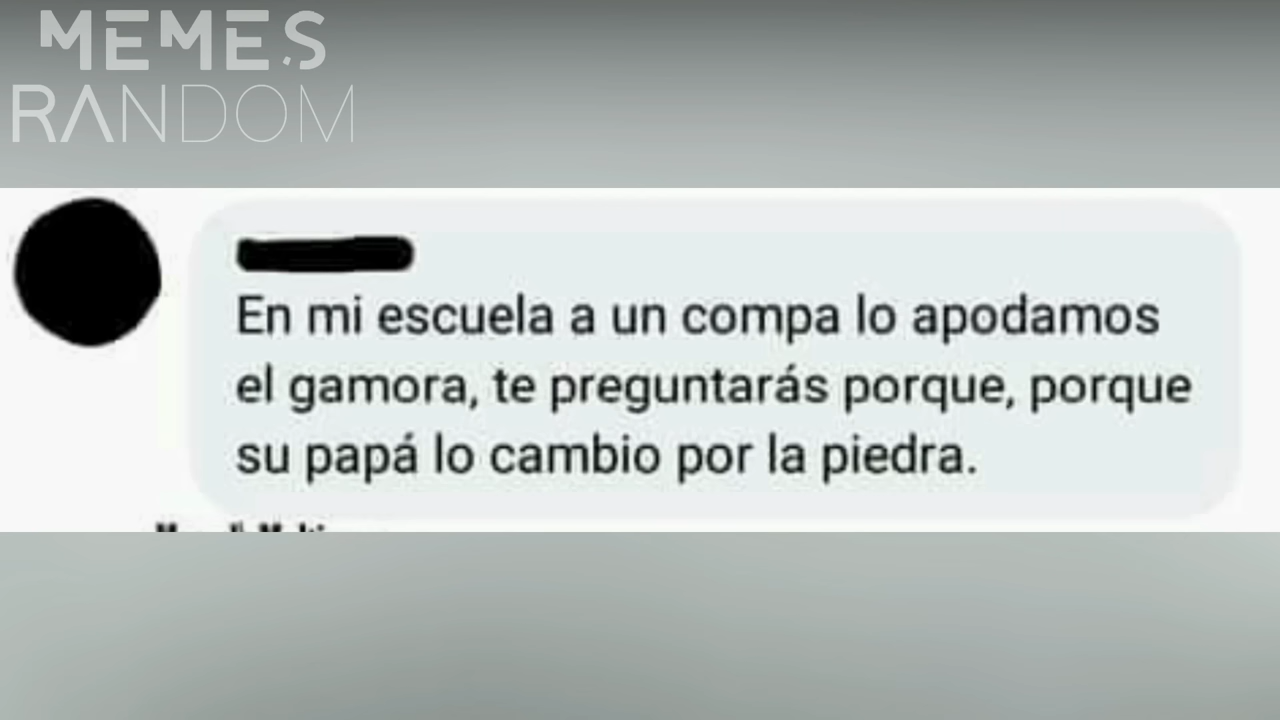 MEMES
RANDOM
En mi escuela a un compa lo apodamos
el gamora, te preguntarás porque, porque
su papá lo cambio por la piedra.